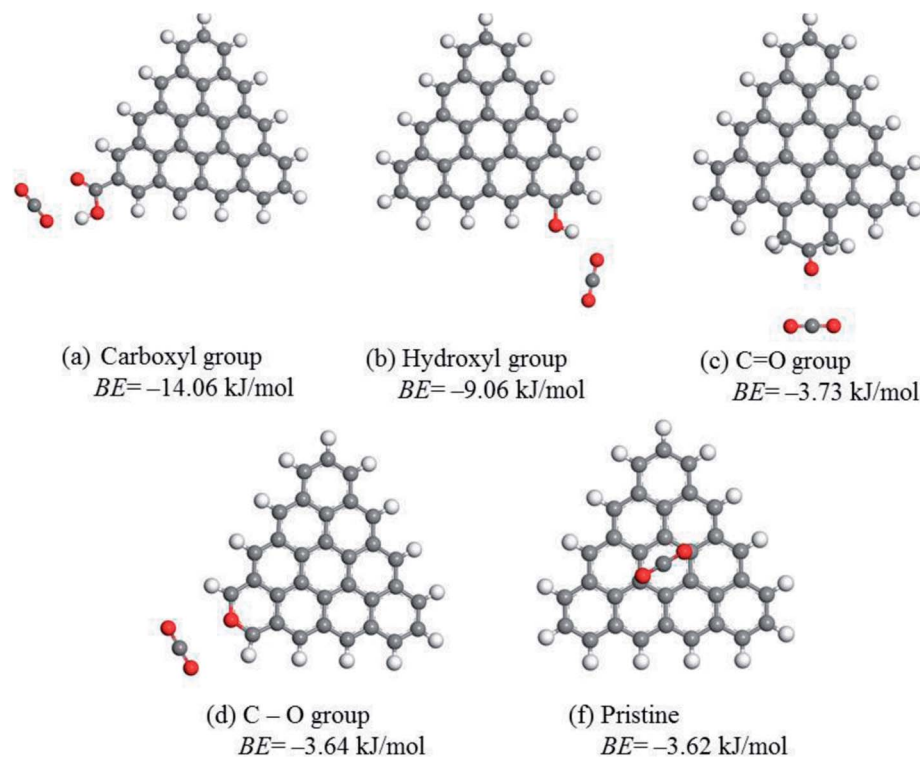 (a) Carboxyl group
BE= –14.06 kJ/mol
(b) Hydroxyl group
BE= –9.06 kJ/mol
(c) C=O group
BE= –3.73 kJ/mol
(d) C – O group
BE= –3.64 kJ/mol
(f) Pristine
BE= –3.62 kJ/mol